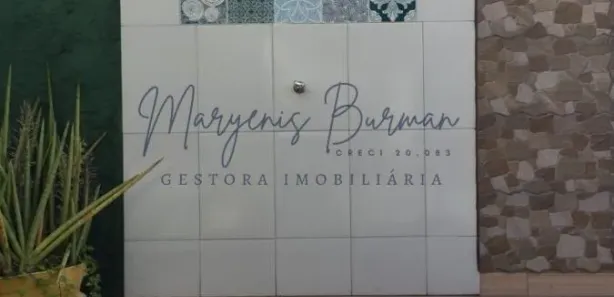 Maryenis Burman
CRECI 30.083
GESTORA IMOBILIÁRIA